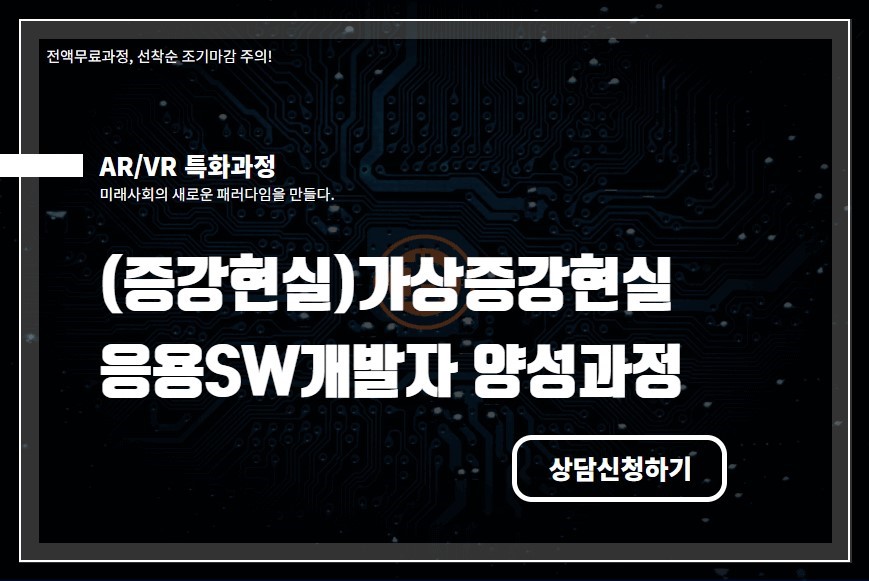 전액무료과정, 선착순 조기마감 주의!
AR/VR 특화과정
미래사회의 새로운 패러다임을 만들다.
(증강현실)가상증강현실
응용SW개발자 양성과정
상담신청하기